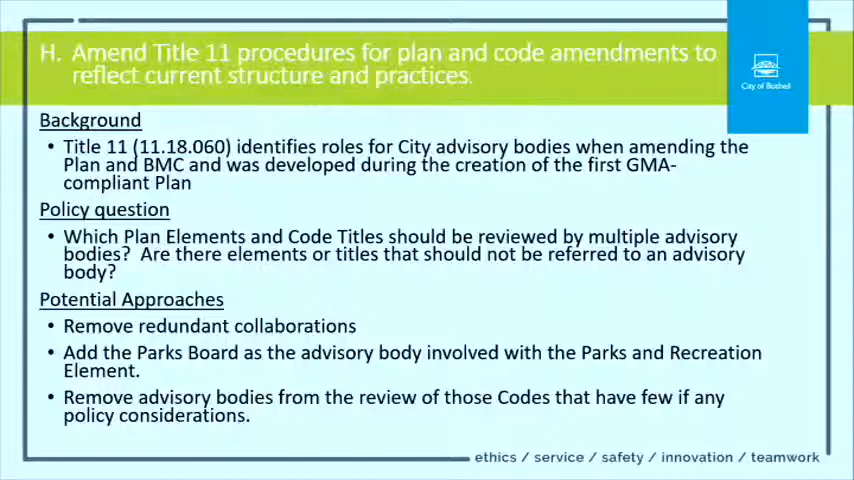 H. Amend Title 11 procedures for plan and code amendments to
reflect current structure and practices.
City of Bothell
Background
• Title 11 (11.18.060) identifies roles for City advisory bodies when amending the
Plan and BMC and was developed during the creation of the first GMA-
compliant Plan
Policy question
• Which Plan Elements and Code Titles should be reviewed by multiple advisory
bodies? Are there elements or titles that should not be referred to an advisory
body?
Potential Approaches
• Remove redundant collaborations
• Add the Parks Board as the advisory body involved with the Parks and Recreation
Element.
• Remove advisory bodies from the review of those Codes that have few if any
policy considerations.
ethics / service / safety / innovation / teamwork